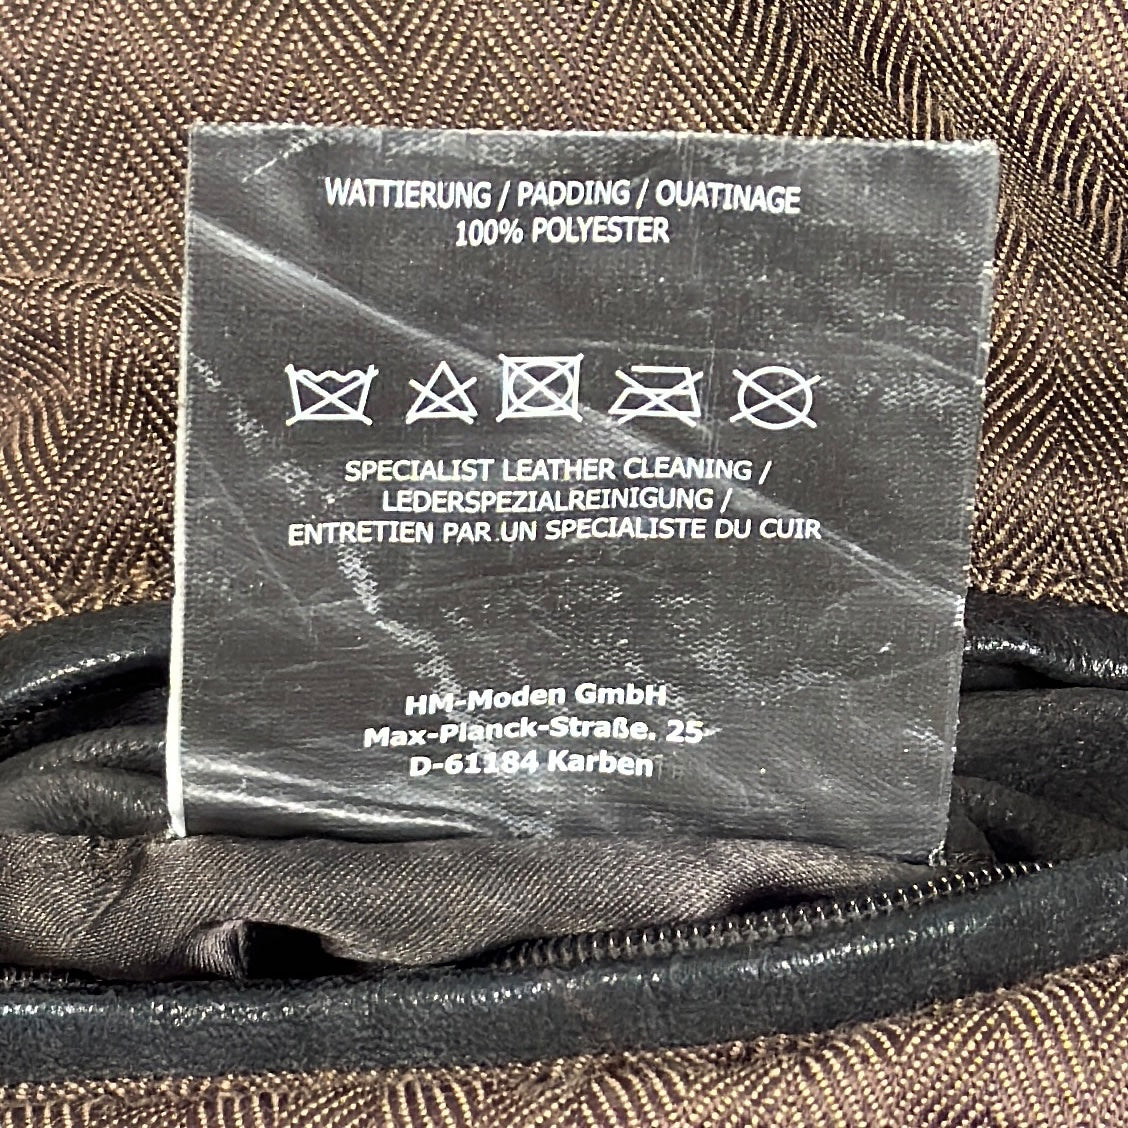 WATTIERUNG / PADDING / OUATINAGE
100% POLYESTER
SPECIALIST LEATHER CLEANING /
LEDERSPEZIALREINIGUNG /
ENTRETIEN PAR UN SPECIALISTE DU CUIR
HM-Moden GmbH
Max-Planck-Straße. 25
D-61184 Karben